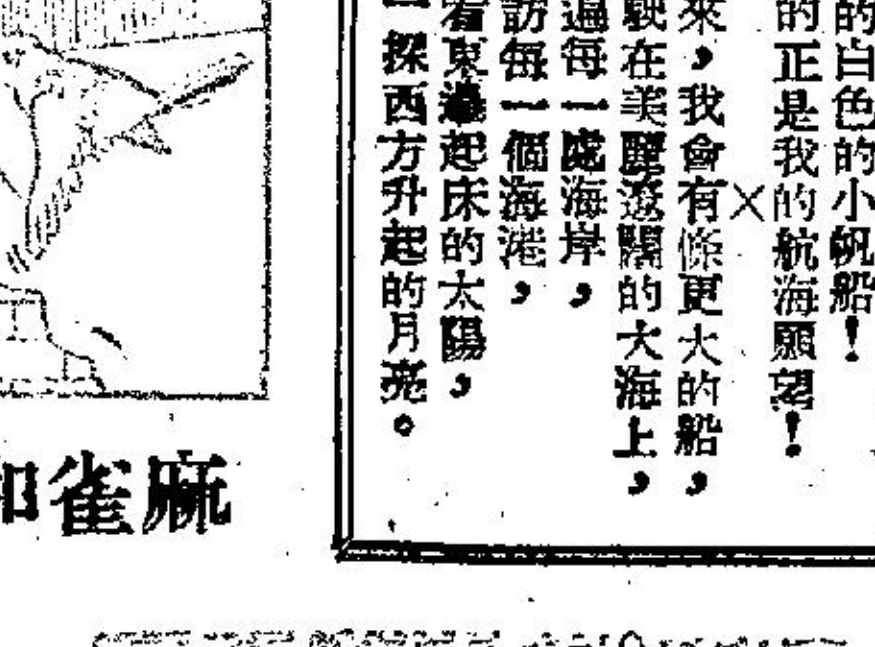 的白色的小帆船！
的正是我的航海願望！
×
來，我會有條更大的船，
駛在美麗遼闊的大海上，
遍每一處海岸，
訪每一個海港，
看東邊起床的太陽，
探西方升起的月亮。
麻雀和